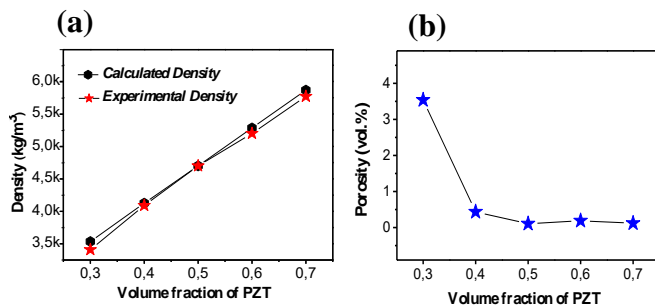 (a)
6,0k
5,5k
5,0k
4,5k
4,0k
3,5k
Density (kg/m³)
Calculated Density
Experimental Density
0,3 0,4 0,5 0,6 0,7
Volume fraction of PZT
(b)
4
3
2
1
0
Porosity (vol.%)
0,3 0,4 0,5 0,6 0,7
Volume fraction of PZT